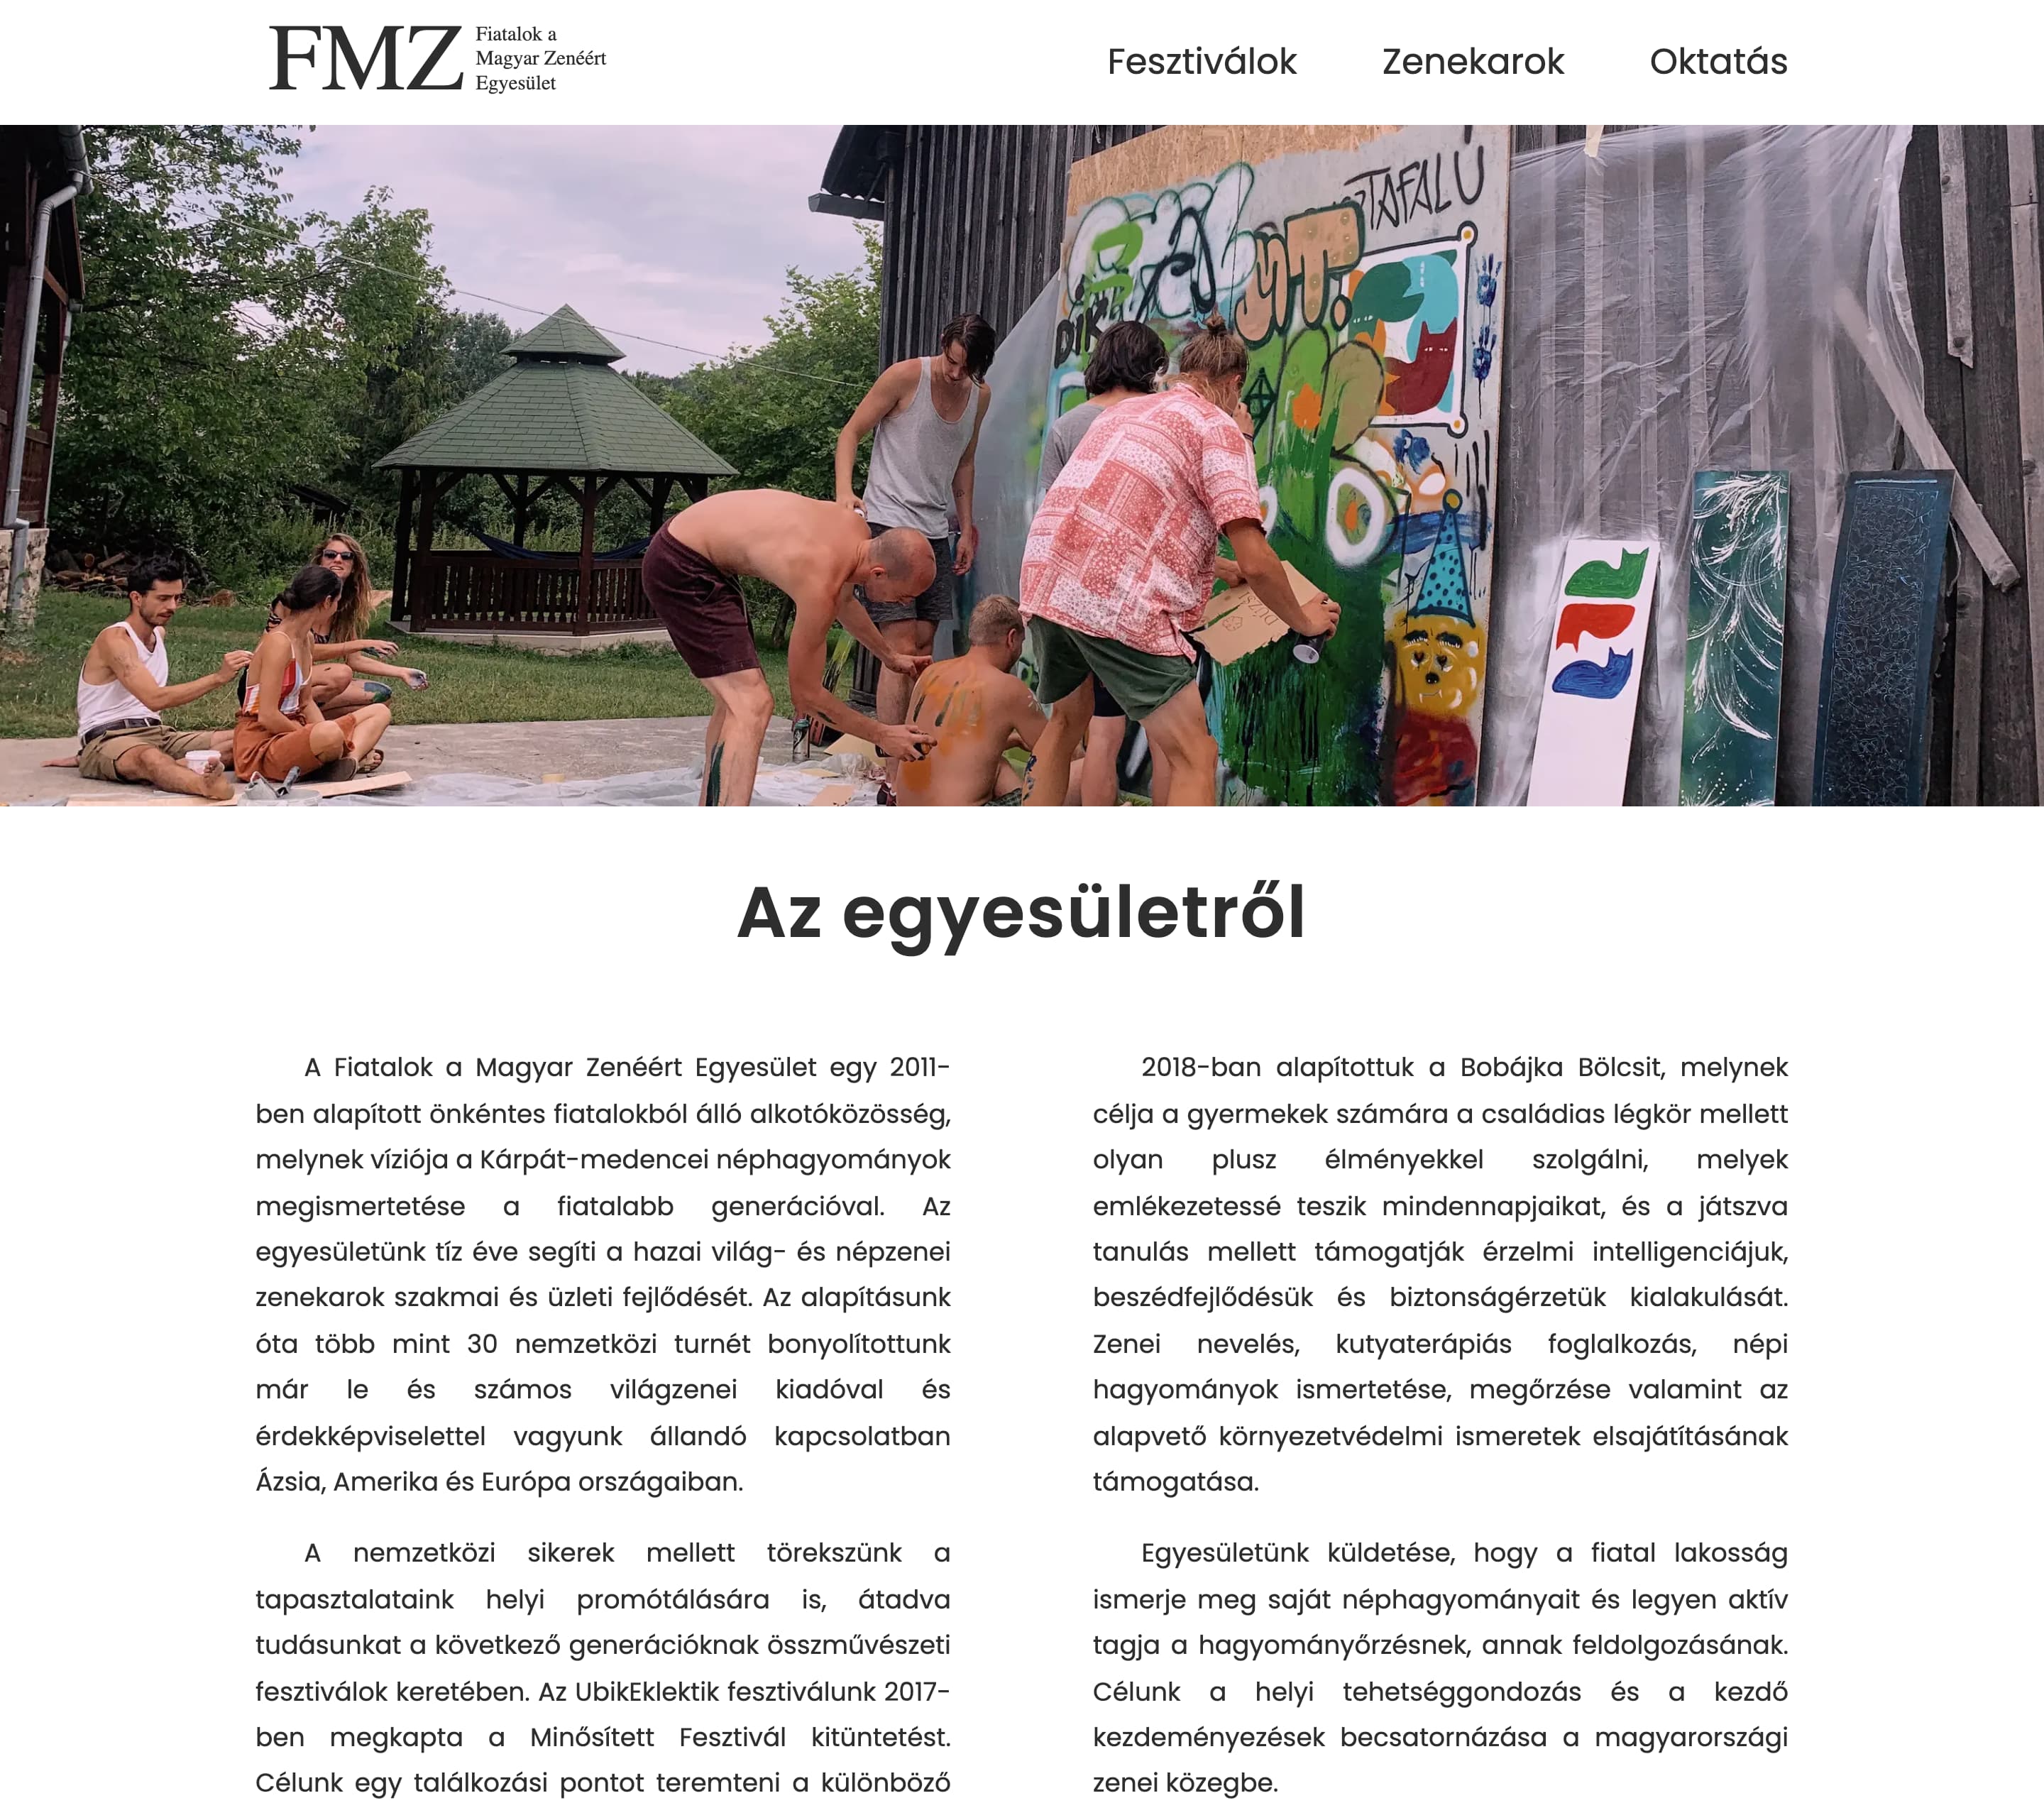 FMZ
Fiatalok a
Magyar Zenéért
Egyesület
Fesztiválok
Zenekarok
Oktatás
TAFALU
Az egyesületről
A Fiatalok a Magyar Zenéért Egyesület egy 2011-
ben alapított önkéntes fiatalokból álló alkotóközösség,
melynek víziója a Kárpát-medencei néphagyományok
megismertetése a fiatalabb generációval. Az
egyesületünk tíz éve segíti a hazai világ- és népzenei
zenekarok szakmai és üzleti fejlődését. Az alapításunk
óta több mint 30 nemzetközi turnét bonyolítottunk
már le és számos világzenei kiadóval és
érdekképviselettel vagyunk állandó kapcsolatban
Ázsia, Amerika és Európa országaiban.
A nemzetközi sikerek mellett törekszünk a
tapasztalataink helyi promótálására is, átadva
tudásunkat a következő generációknak összművészeti
fesztiválok keretében. Az UbikEklektik fesztiválunk 2017-
ben megkapta a Minősített Fesztivál kitüntetést.
Célunk egy találkozási pontot teremteni a különböző
2018-ban alapítottuk a Bobájka Bölcsit, melynek
célja a gyermekek számára a családias légkör mellett
olyan plusz élményekkel szolgálni, melyek
emlékezetessé teszik mindennapjaikat, és a játszva
tanulás mellett támogatják érzelmi intelligenciájuk,
beszédfejlődésük és biztonságérzetük kialakulását.
Zenei nevelés, kutyaterápiás foglalkozás, népi
hagyományok ismertetése, megőrzése valamint az
alapvető környezetvédelmi ismeretek elsajátításának
támogatása.
Egyesületünk küldetése, hogy a fiatal lakosság
ismerje meg saját néphagyományait és legyen aktív
tagja a hagyományőrzésnek, annak feldolgozásának.
Célunk a helyi tehetséggondozás és a kezdő
kezdeményezések becsatornázása a magyarországi
zenei közegbe.